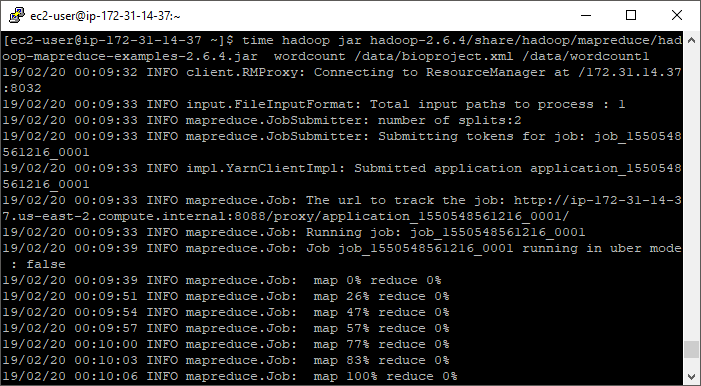 ec2-user@ip-172-31-14-37:~
[ec2-user@ip-172-31-14-37 ~]$ time hadoop jar hadoop-2.6.4/share/hadoop/mapreduce/had
oop-mapreduce-examples-2.6.4.jar  wordcount /data/bioproject.xml /data/wordcount1
19/02/20 00:09:32 INFO client.RMProxy: Connecting to ResourceManager at /172.31.14.37
:8032
19/02/20 00:09:33 INFO input.FileInputFormat: Total input paths to process : 1
19/02/20 00:09:33 INFO mapreduce.JobSubmitter: number of splits:2
19/02/20 00:09:33 INFO mapreduce.JobSubmitter: Submitting tokens for job: job_1550548
561216_0001
19/02/20 00:09:33 INFO impl.YarnClientImpl: Submitted application application_1550548
561216_0001
19/02/20 00:09:33 INFO mapreduce.Job: The url to track the job: http://ip-172-31-14-3
7.us-east-2.compute.internal:8088/proxy/application_1550548561216_0001/
19/02/20 00:09:33 INFO mapreduce.Job: Running job: job_1550548561216_0001
19/02/20 00:09:39 INFO mapreduce.Job: Job job_1550548561216_0001 running in uber mode
 : false
19/02/20 00:09:39 INFO mapreduce.Job:  map 0% reduce 0%
19/02/20 00:09:51 INFO mapreduce.Job:  map 26% reduce 0%
19/02/20 00:09:54 INFO mapreduce.Job:  map 47% reduce 0%
19/02/20 00:09:57 INFO mapreduce.Job:  map 57% reduce 0%
19/02/20 00:10:00 INFO mapreduce.Job:  map 77% reduce 0%
19/02/20 00:10:03 INFO mapreduce.Job:  map 83% reduce 0%
19/02/20 00:10:06 INFO mapreduce.Job:  map 100% reduce 0%